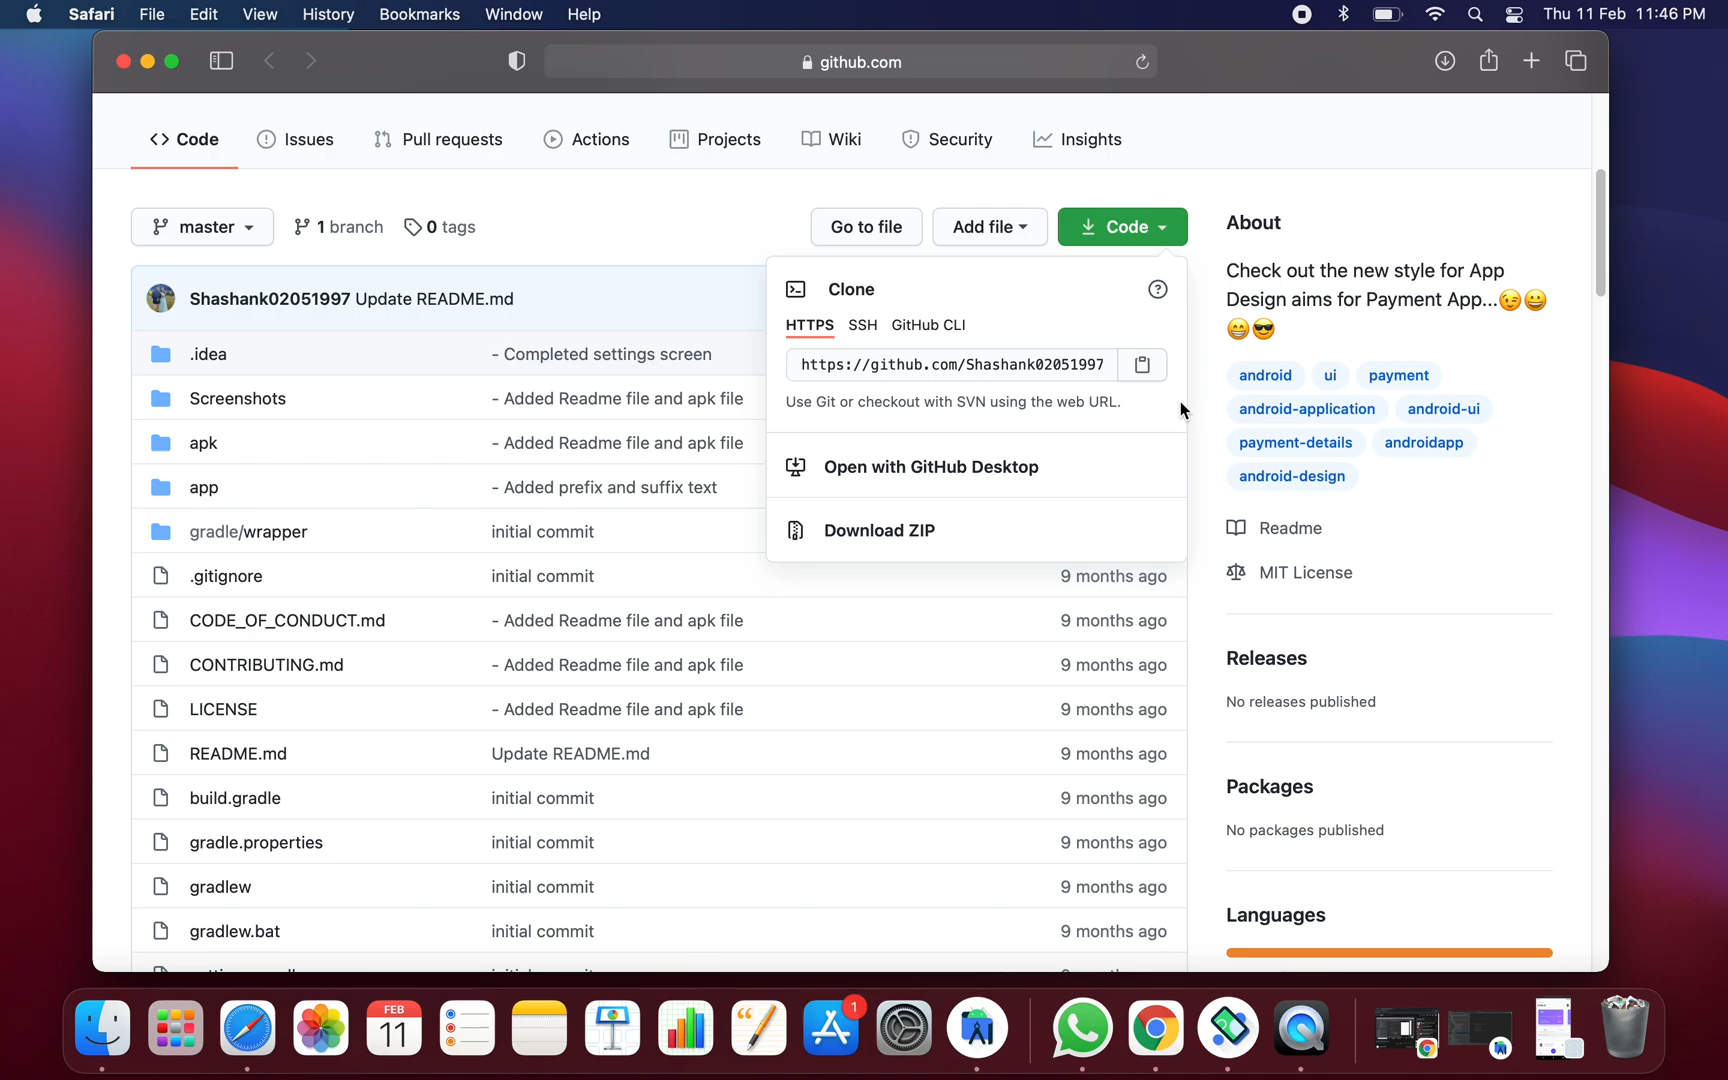 Safari File Edit View History Bookmarks Window Help Thu 11 Feb 11:46 PM
github.com
Code Issues Pull requests Actions Projects Wiki Security Insights
master 1 branch 0 tags Go to file Add file Code
Shashank02051997 Update README.md
.idea - Completed settings screen
Screenshots - Added Readme file and apk file
apk - Added Readme file and apk file
app - Added prefix and suffix text
gradle/wrapper initial commit
.gitignore initial commit 9 months ago
CODE_OF_CONDUCT.md - Added Readme file and apk file 9 months ago
CONTRIBUTING.md - Added Readme file and apk file 9 months ago
LICENSE - Added Readme file and apk file 9 months ago
README.md Update README.md 9 months ago
build.gradle initial commit 9 months ago
gradle.properties initial commit 9 months ago
gradlew initial commit 9 months ago
gradlew.bat initial commit 9 months ago
Clone
HTTPS SSH GitHub CLI
https://github.com/Shashank02051997
Use Git or checkout with SVN using the web URL.
Open with GitHub Desktop
Download ZIP
About
Check out the new style for App
Design aims for Payment App...😉😀
😁😎
android ui payment
android-application android-ui
payment-details androidapp
android-design
Readme
MIT License
Releases
No releases published
Packages
No packages published
Languages
FEB
11
1